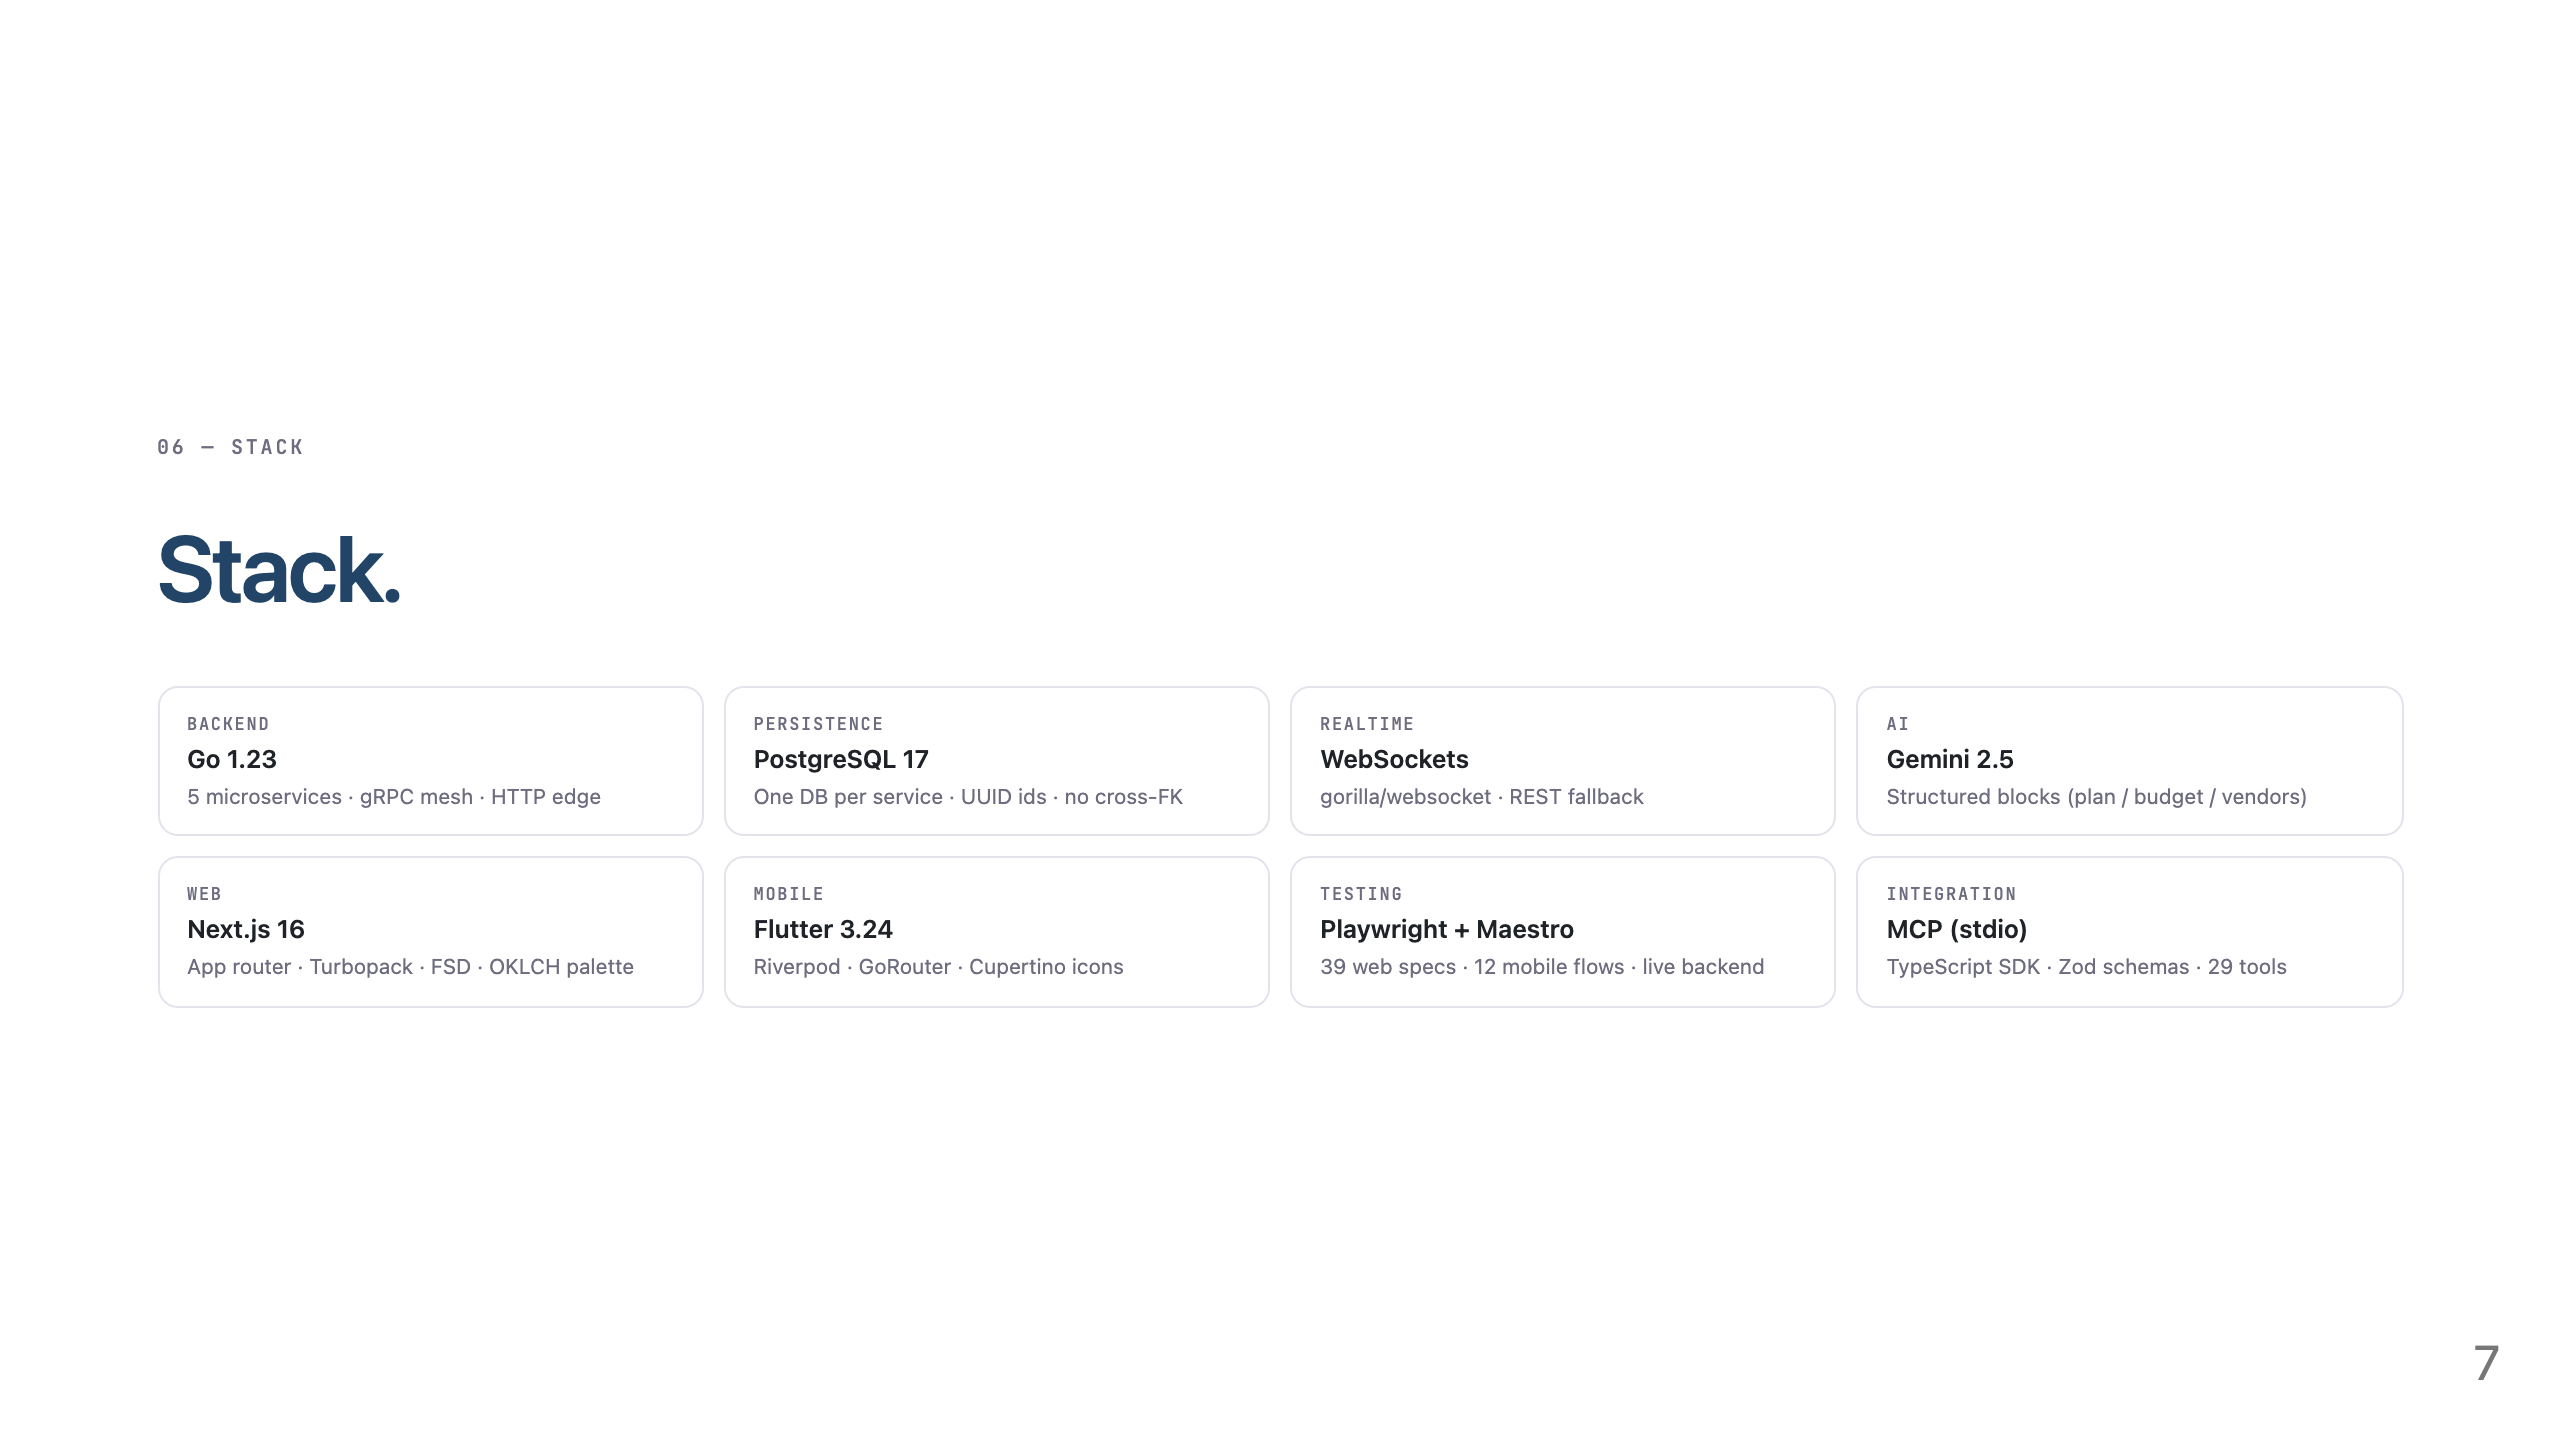 06 — STACK
Stack.
BACKEND
Go 1.23
5 microservices · gRPC mesh · HTTP edge
PERSISTENCE
PostgreSQL 17
One DB per service · UUID ids · no cross-FK
REALTIME
WebSockets
gorilla/websocket · REST fallback
AI
Gemini 2.5
Structured blocks (plan / budget / vendors)
WEB
Next.js 16
App router · Turbopack · FSD · OKLCH palette
MOBILE
Flutter 3.24
Riverpod · GoRouter · Cupertino icons
TESTING
Playwright + Maestro
39 web specs · 12 mobile flows · live backend
INTEGRATION
MCP (stdio)
TypeScript SDK · Zod schemas · 29 tools
7